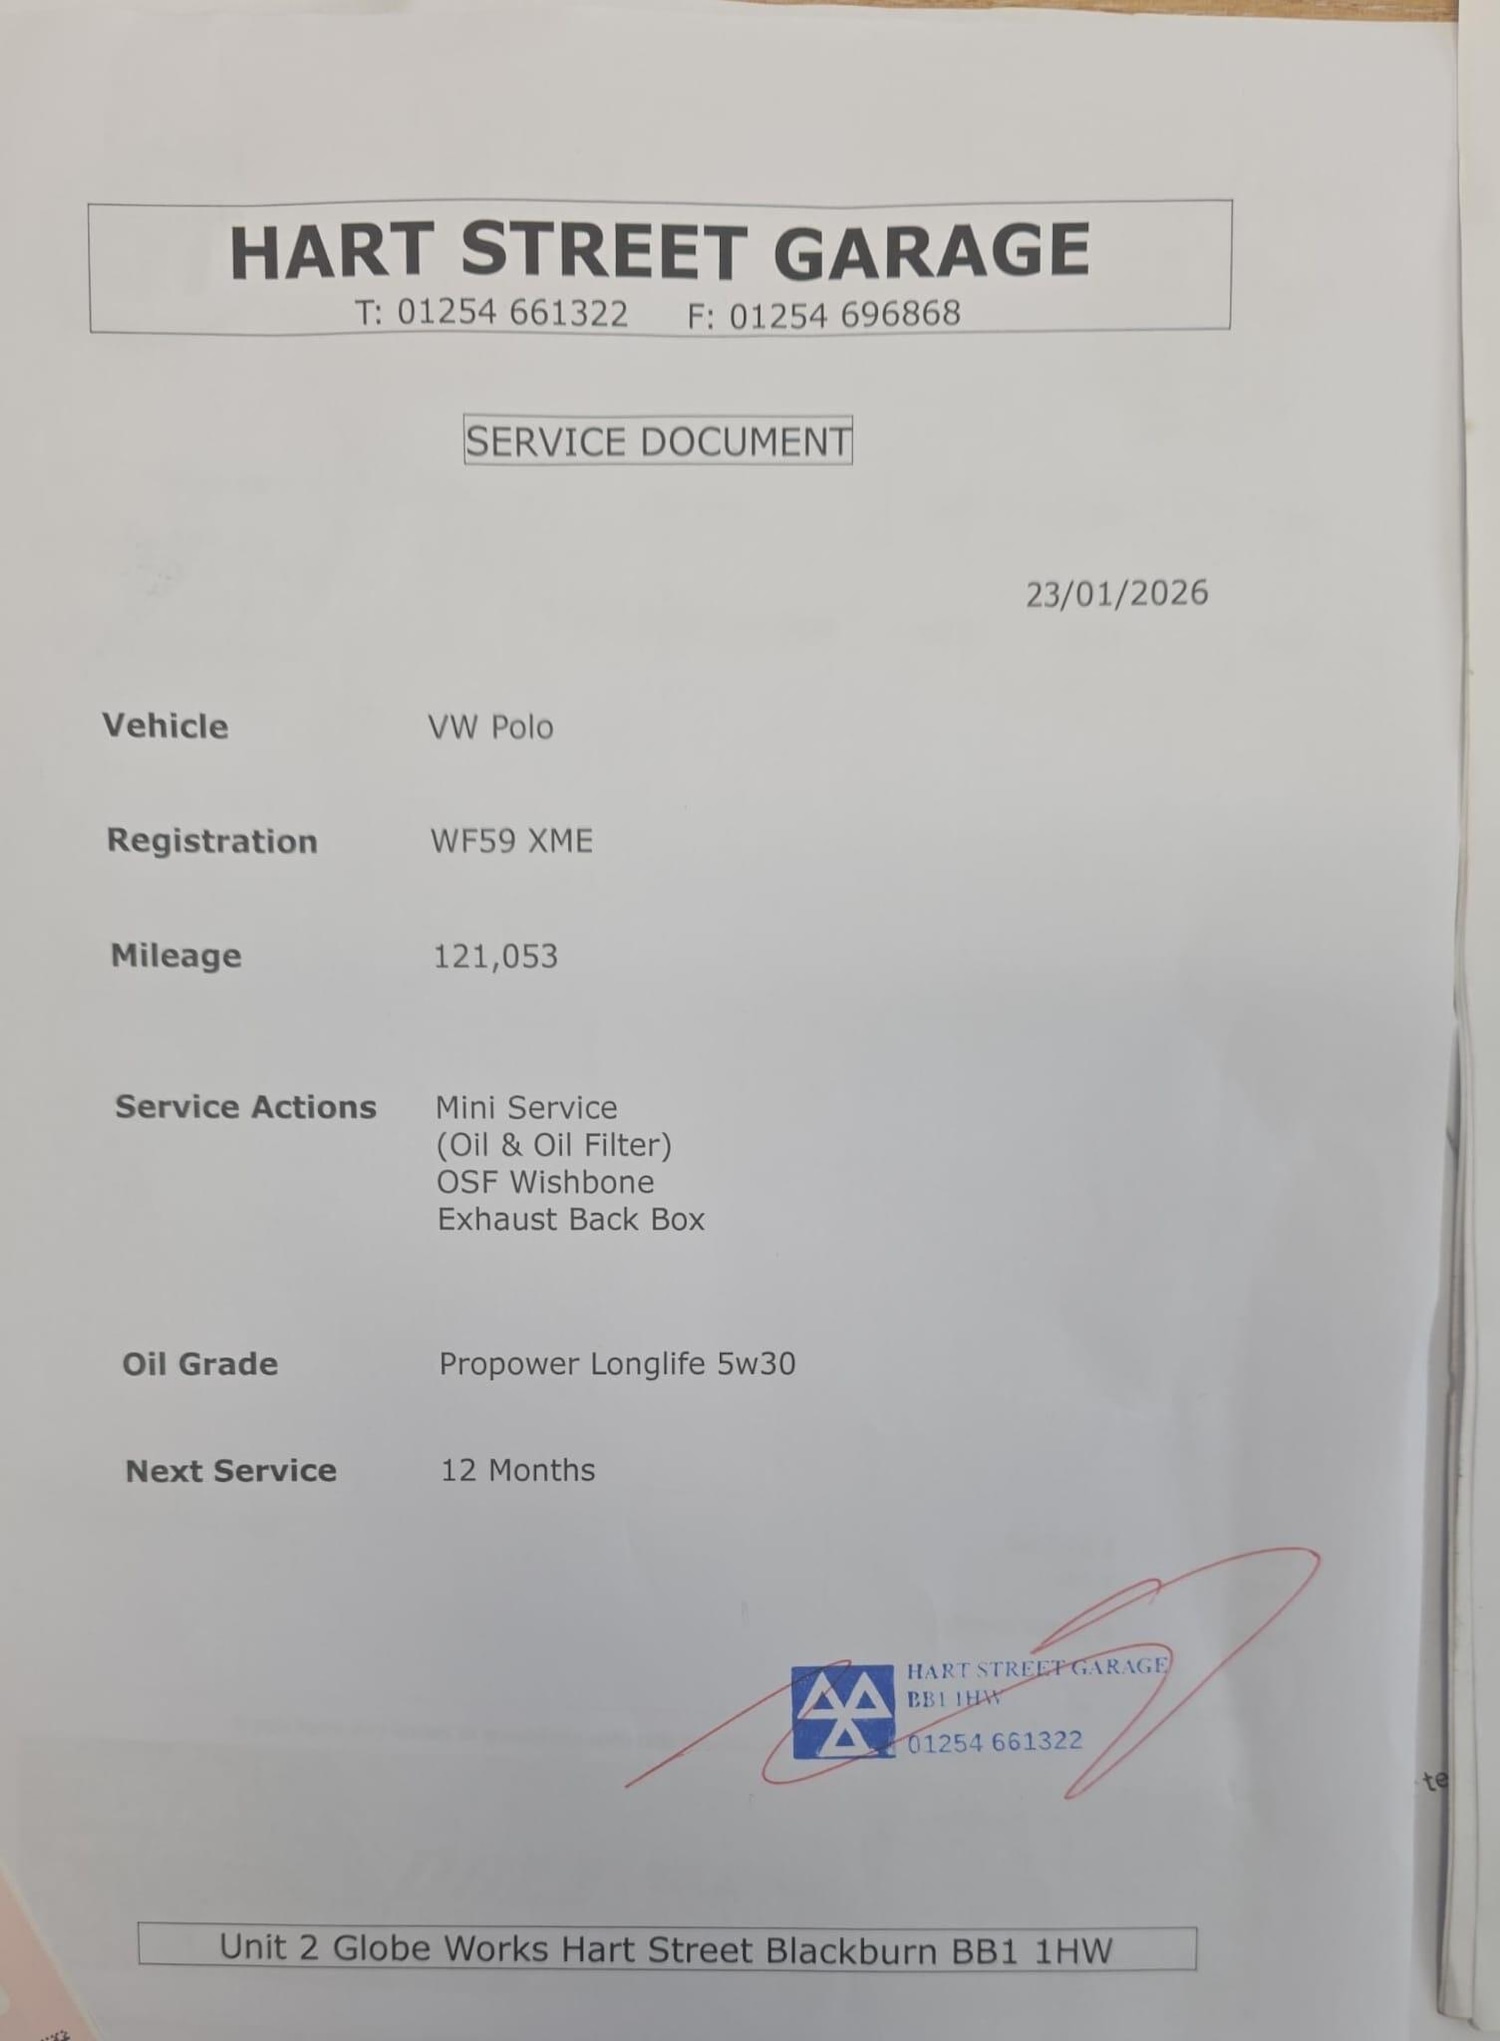 HART STREET GARAGE
T: 01254 661322 F: 01254 696868
SERVICE DOCUMENT
23/01/2026
Vehicle VW Polo
Registration WF59 XME
Mileage 121,053
Service Actions Mini Service
(Oil & Oil Filter)
OSF Wishbone
Exhaust Back Box
Oil Grade Propower Longlife 5w30
Next Service 12 Months
HART STREET GARAGE
BB1 1HW
01254 661322
te
Unit 2 Globe Works Hart Street Blackburn BB1 1HW